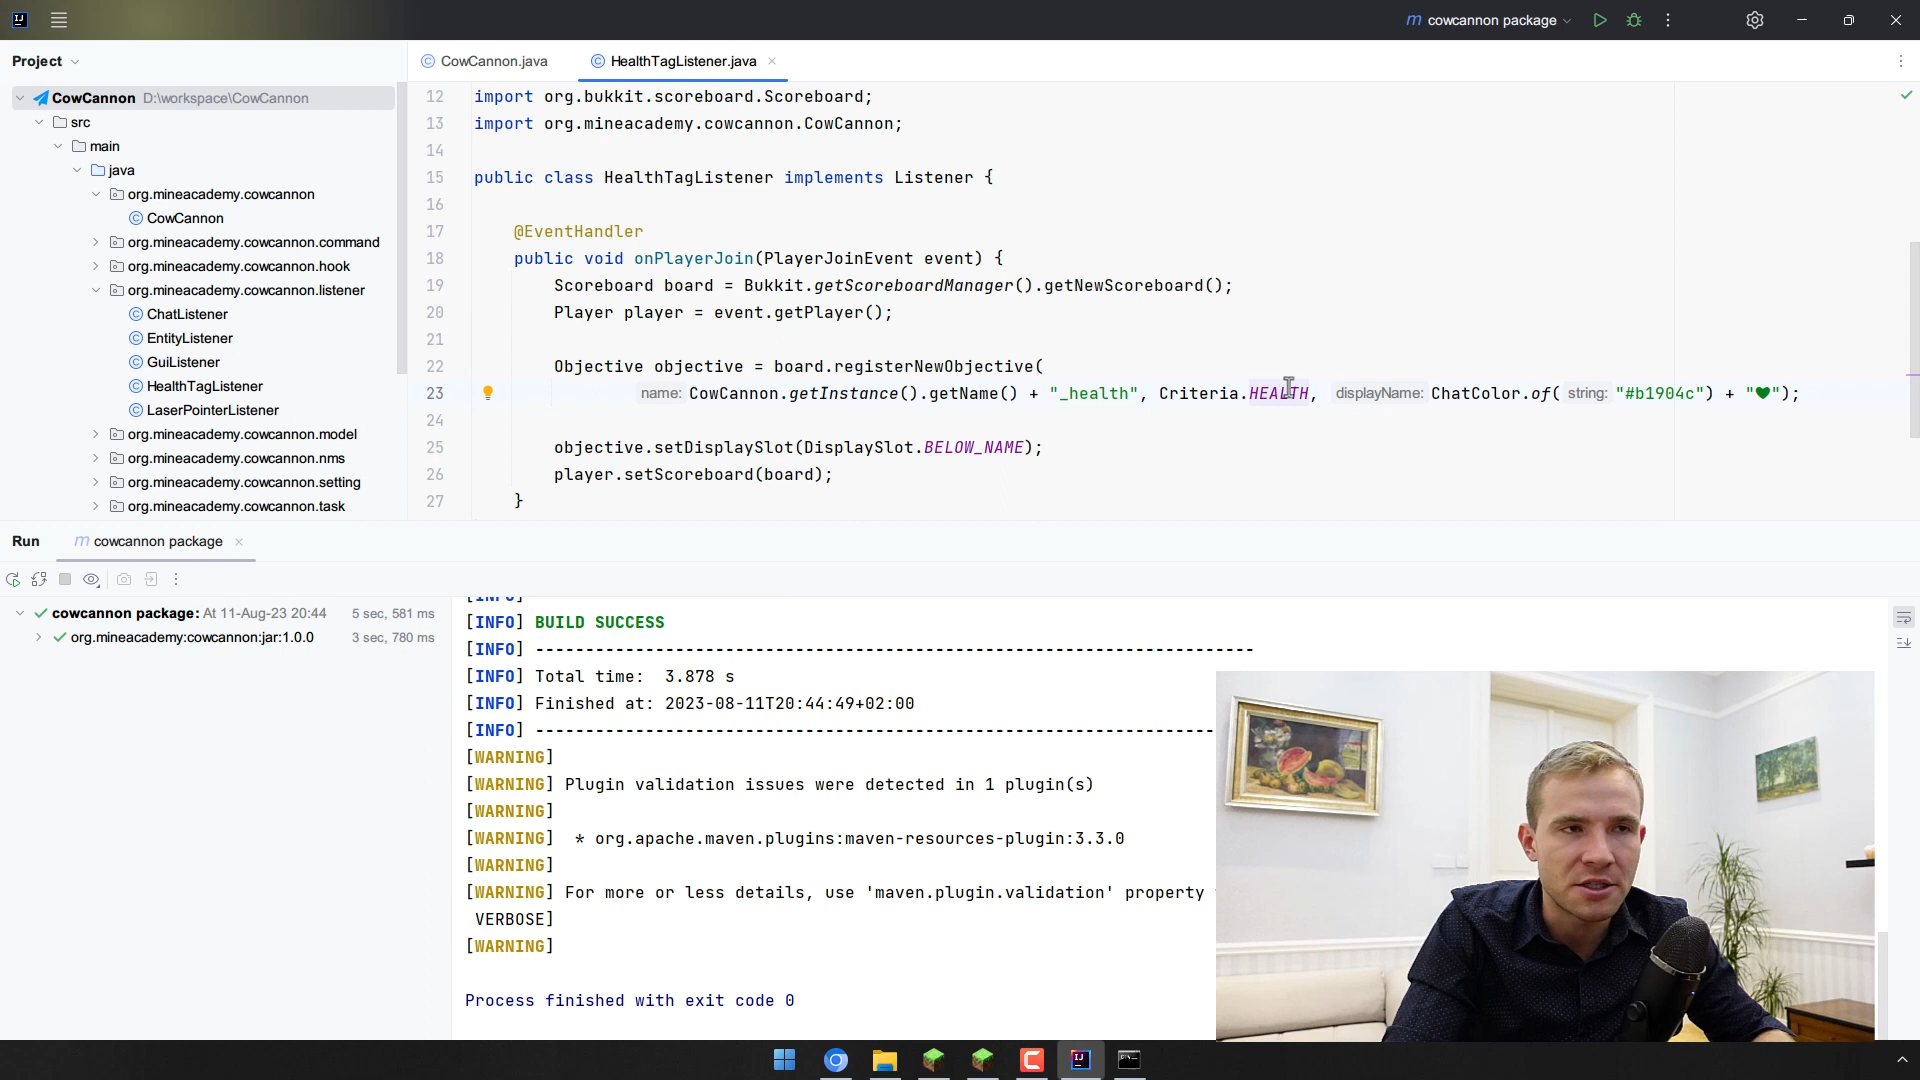 cowcannon package
Project
CowCannon D:\workspace\CowCannon
src
main
java
org.mineacademy.cowcannon
CowCannon
org.mineacademy.cowcannon.command
org.mineacademy.cowcannon.hook
org.mineacademy.cowcannon.listener
ChatListener
EntityListener
GuiListener
HealthTagListener
LaserPointerListener
org.mineacademy.cowcannon.model
org.mineacademy.cowcannon.nms
org.mineacademy.cowcannon.setting
org.mineacademy.cowcannon.task
CowCannon.java HealthTagListener.java
12 import org.bukkit.scoreboard.Scoreboard;
13 import org.mineacademy.cowcannon.CowCannon;
14
15 public class HealthTagListener implements Listener {
16
17 @EventHandler
18 public void onPlayerJoin(PlayerJoinEvent event) {
19 Scoreboard board = Bukkit.getScoreboardManager().getNewScoreboard();
20 Player player = event.getPlayer();
21
22 Objective objective = board.registerNewObjective(
23 name: CowCannon.getInstance().getName() + "_health", Criteria.HEALTH, displayName: ChatColor.of( string: "#b1904c") + "♥");
24
25 objective.setDisplaySlot(DisplaySlot.BELOW_NAME);
26 player.setScoreboard(board);
27 }
Run cowcannon package
cowcannon package: At 11-Aug-23 20:44 5 sec, 581 ms
org.mineacademy:cowcannon:jar:1.0.0 3 sec, 780 ms
[INFO]
[INFO] BUILD SUCCESS
[INFO] ------------------------------------------------------------------------
[INFO] Total time:  3.878 s
[INFO] Finished at: 2023-08-11T20:44:49+02:00
[INFO] ------------------------------------------------------------------------
[WARNING]
[WARNING] Plugin validation issues were detected in 1 plugin(s)
[WARNING]
[WARNING]  * org.apache.maven.plugins:maven-resources-plugin:3.3.0
[WARNING]
[WARNING] For more or less details, use 'maven.plugin.validation' property
VERBOSE]
[WARNING]
Process finished with exit code 0